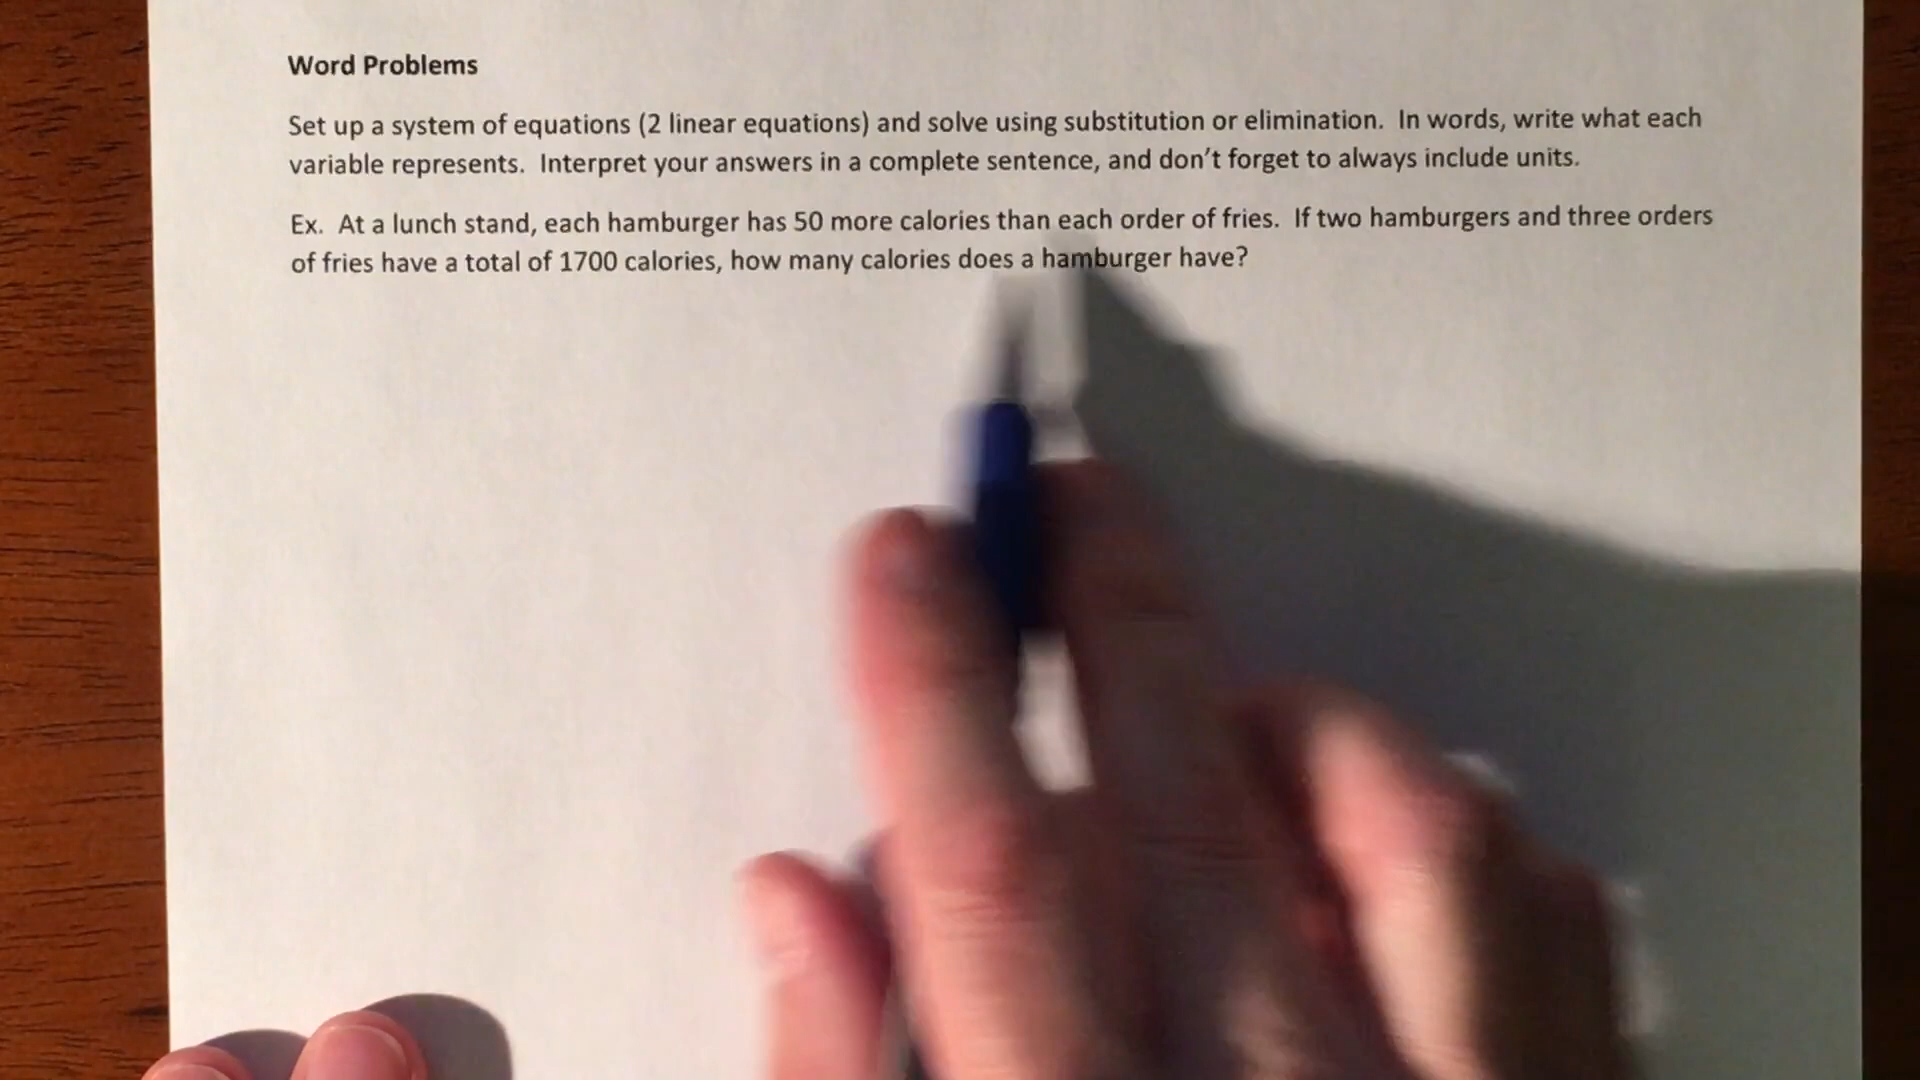 Word Problems
Set up a system of equations (2 linear equations) and solve using substitution or elimination. In words, write what each
variable represents. Interpret your answers in a complete sentence, and don't forget to always include units.
Ex. At a lunch stand, each hamburger has 50 more calories than each order of fries. If two hamburgers and three orders
of fries have a total of 1700 calories, how many calories does a hamburger have?